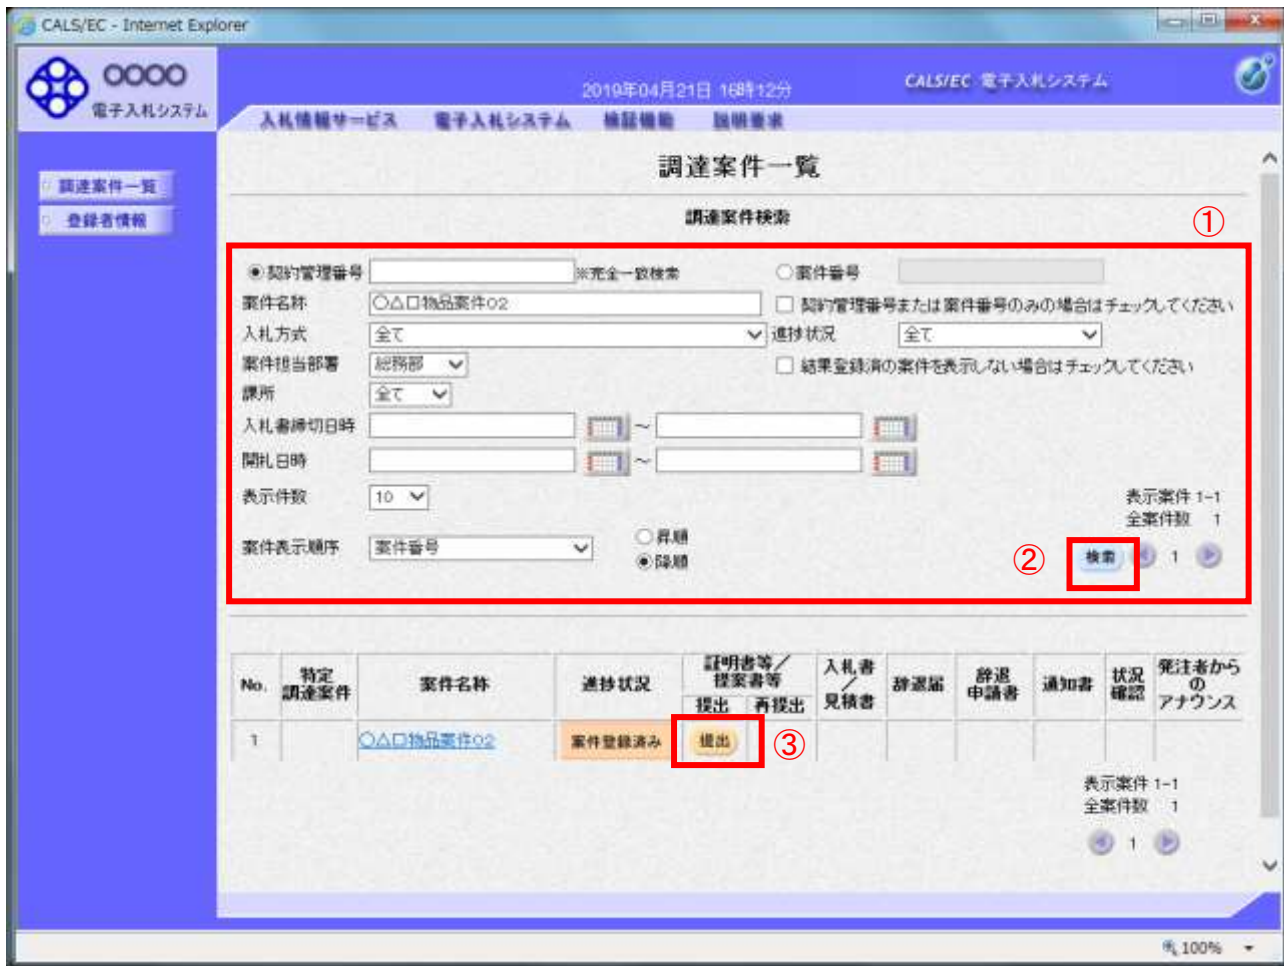 CALS/EC - Internet Explorer
〇〇〇〇
電子入札システム
2019年04月21日 16時12分
CALS/EC 電子入札システム
入札情報サービス 電子入札システム 検証機能 説明要求
調達案件一覧
登録者情報
調達案件一覧
調達案件検索
①
契約管理番号 ※完全一致検索 案件番号
案件名称 〇△口物品案件02 契約管理番号または案件番号のみの場合はチェックしてください
入札方式 全て 進捗状況 全て
案件担当部署 総務部 結果登録済の案件を表示しない場合はチェックしてください
課所 全て
入札書締切日時 ～
開札日時 ～
表示件数 10
表示案件 1-1
全案件数 1
案件表示順序 案件番号 昇順
降順
② 検索 1
No. 特定調達案件 案件名称 進捗状況 証明書等／提案書等 提出 再提出 入札書／見積書 辞退届 辞退申請書 通知書 状況確認 発注者からのアナウンス
1 〇△口物品案件02 案件登録済み 提出 ③
表示案件 1-1
全案件数 1
1
100%